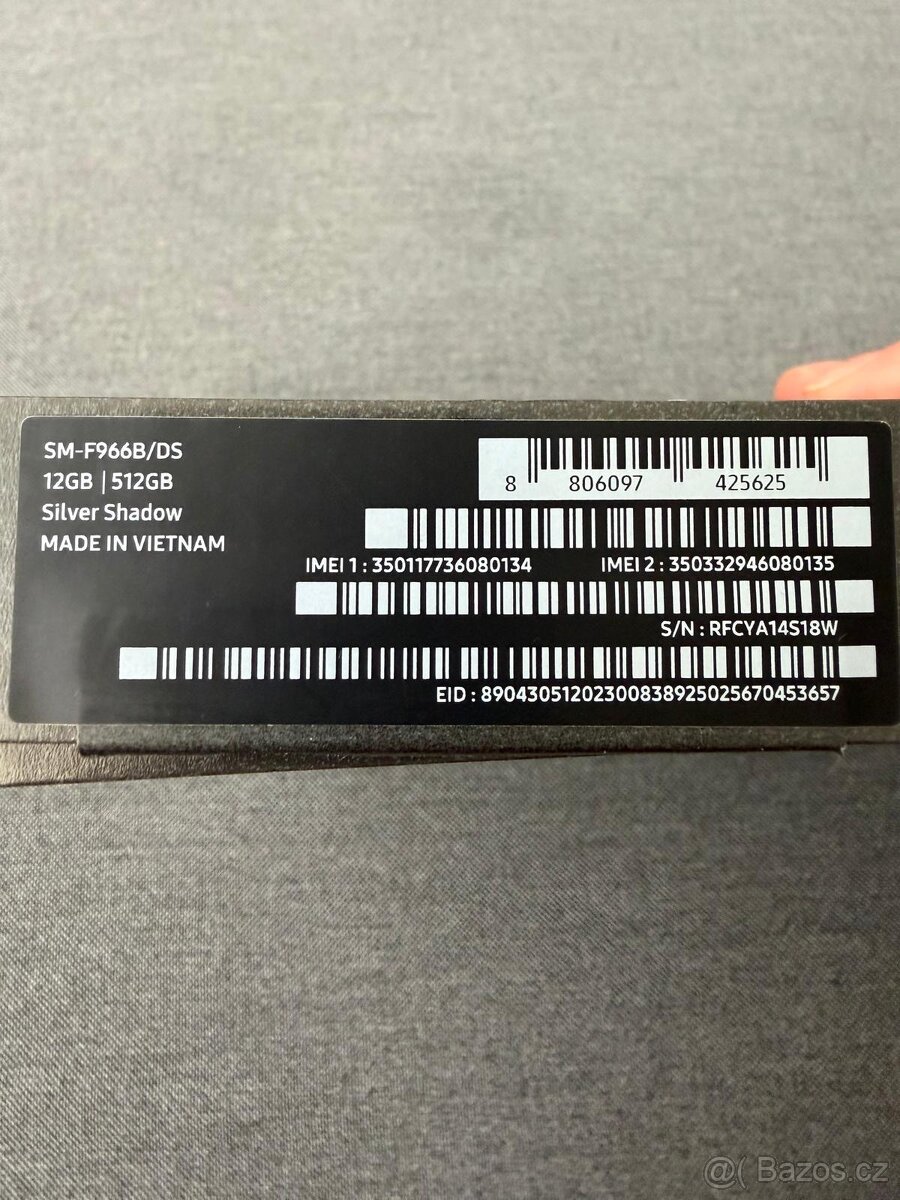 SM-F966B/DS
12GB | 512GB
Silver Shadow
MADE IN VIETNAM
8 806097 425625
IMEI 1 : 350117736080134 IMEI 2 : 350332946080135
S/N : RFCYA14S18W
EID : 89043051202300838925025670453657
@( Bazos.cz